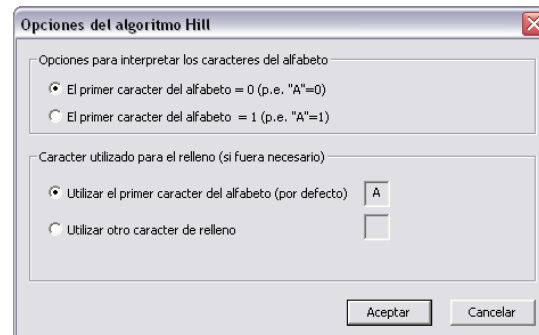 Opciones del algoritmo Hill
Opciones para interpretar los caracteres del alfabeto
El primer caracter del alfabeto = 0 (p.e. "A"=0)
El primer caracter del alfabeto = 1 (p.e. "A"=1)
Caracter utilizado para el relleno (si fuera necesario)
Utilizar el primer caracter del alfabeto (por defecto) A
Utilizar otro caracter de relleno
Aceptar Cancelar